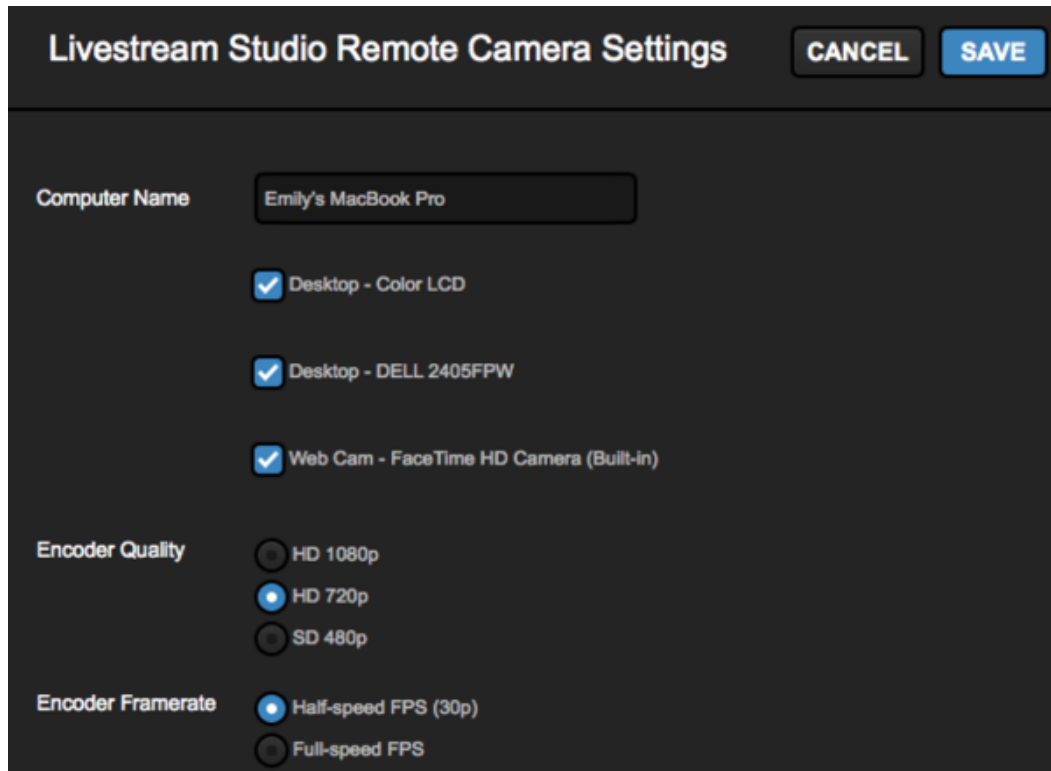 Livestream Studio Remote Camera Settings CANCEL SAVE
Computer Name Emily's MacBook Pro
Desktop - Color LCD
Desktop - DELL 2405FPW
Web Cam - FaceTime HD Camera (Built-in)
Encoder Quality HD 1080p
HD 720p
SD 480p
Encoder Framerate Half-speed FPS (30p)
Full-speed FPS